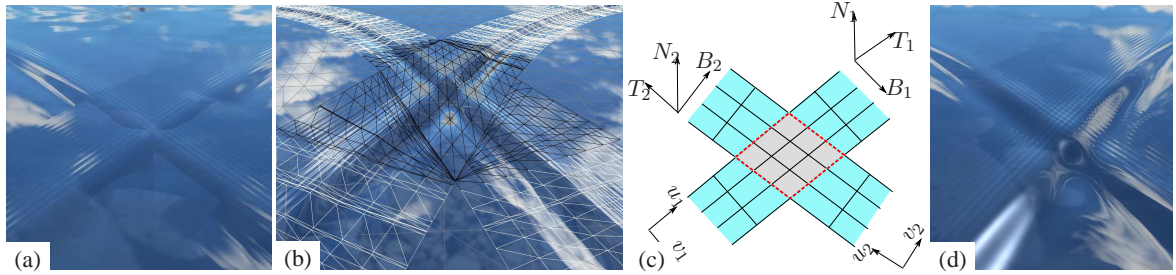 N₁
T₁
B₁
N₂
B₂
T₂
u₁
v₁
v₂
u₂
(a)
(b)
(c)
(d)